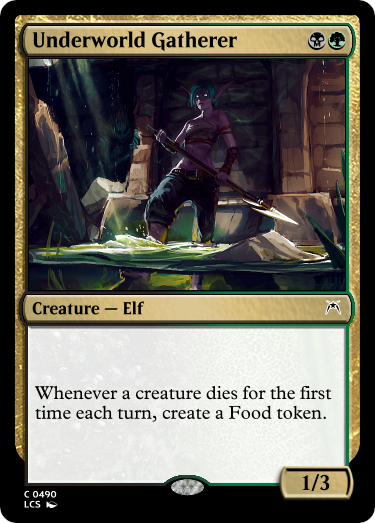 Underworld Gatherer
Creature — Elf
Whenever a creature dies for the first
time each turn, create a Food token.
1/3
C 0490
LCS